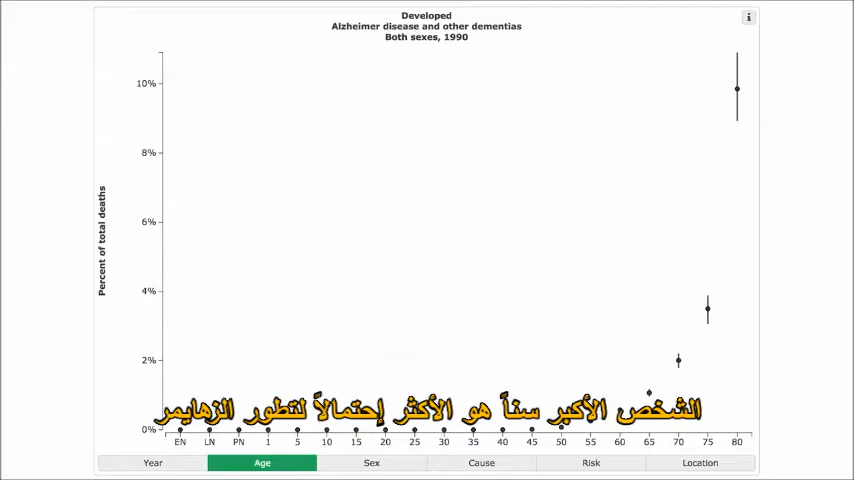 Developed
Alzheimer disease and other dementias
Both sexes, 1990
i
Percent of total deaths
10%
8%
6%
4%
2%
0%
الشخص الأكبر سناً هو الأكثر إحتمالاً لتطور الزهايمر
EN LN PN 1 5 10 15 20 25 30 35 40 45 50 55 60 65 70 75 80
Year Age Sex Cause Risk Location